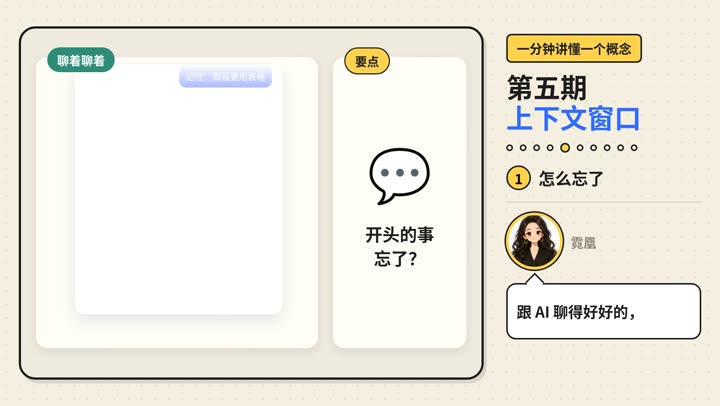 聊着聊着
记住：周报要用表格
要点
开头的事
忘了？
一分钟讲懂一个概念
第五期
上下文窗口
1 怎么忘了
霓凰
跟 AI 聊得好好的，